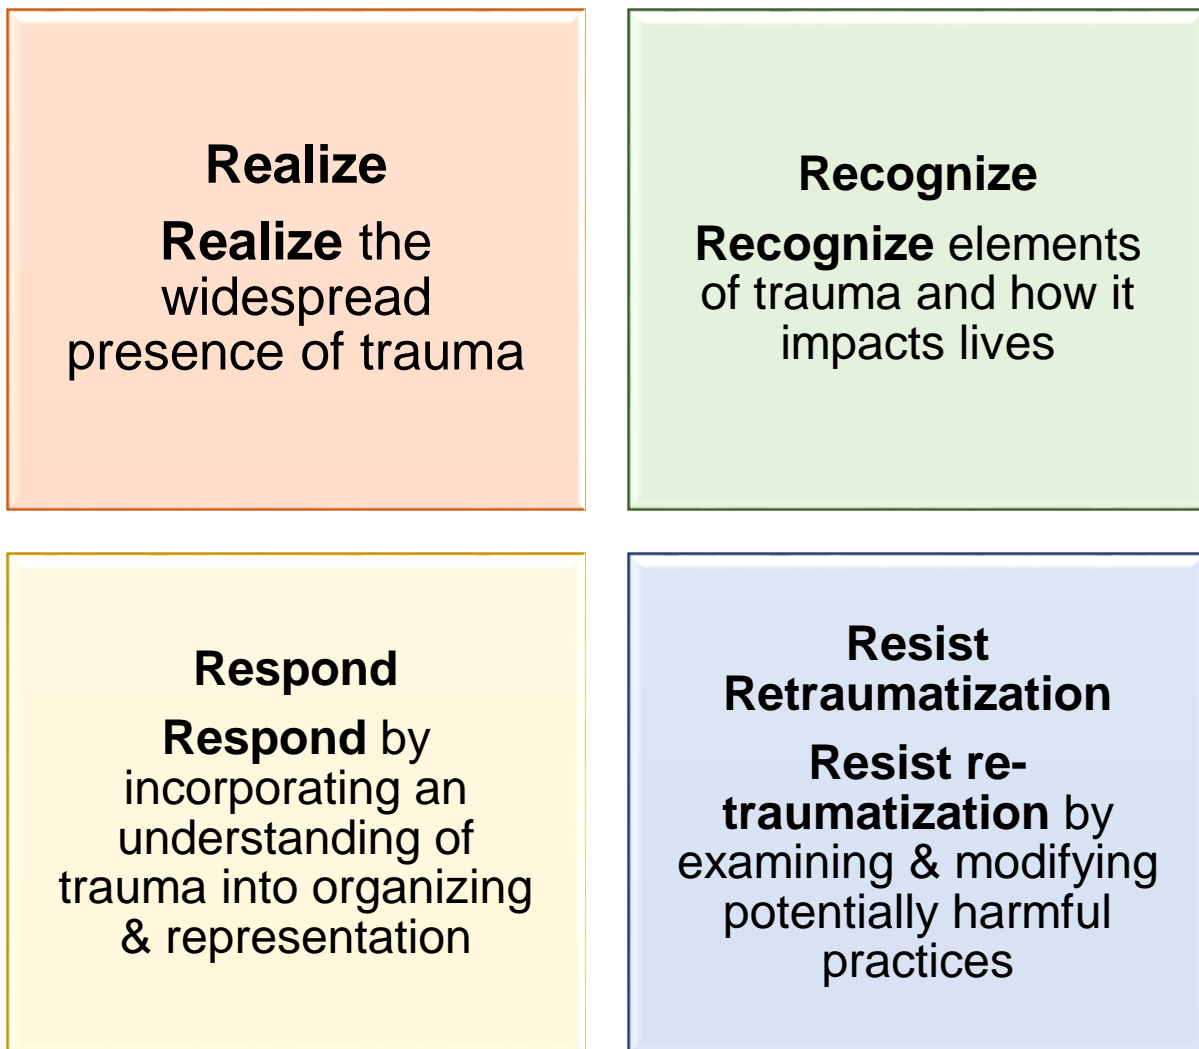 Realize
Realize the
widespread
presence of trauma
Recognize
Recognize elements
of trauma and how it
impacts lives
Respond
Respond by
incorporating an
understanding of
trauma into organizing
& representation
Resist
Retraumatization
Resist re-
traumatization by
examining & modifying
potentially harmful
practices